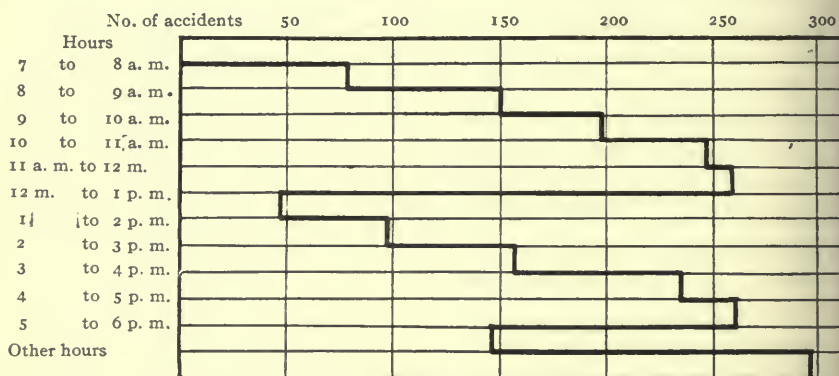 No. of accidents 50 100 150 200 250 300
Hours
7 to 8 a. m.
8 to 9 a. m.
9 to 10 a. m.
10 to 11 a. m.
11 a. m. to 12 m.
12 m. to 1 p. m.
1 to 2 p. m.
2 to 3 p. m.
3 to 4 p. m.
4 to 5 p. m.
5 to 6 p. m.
Other hours